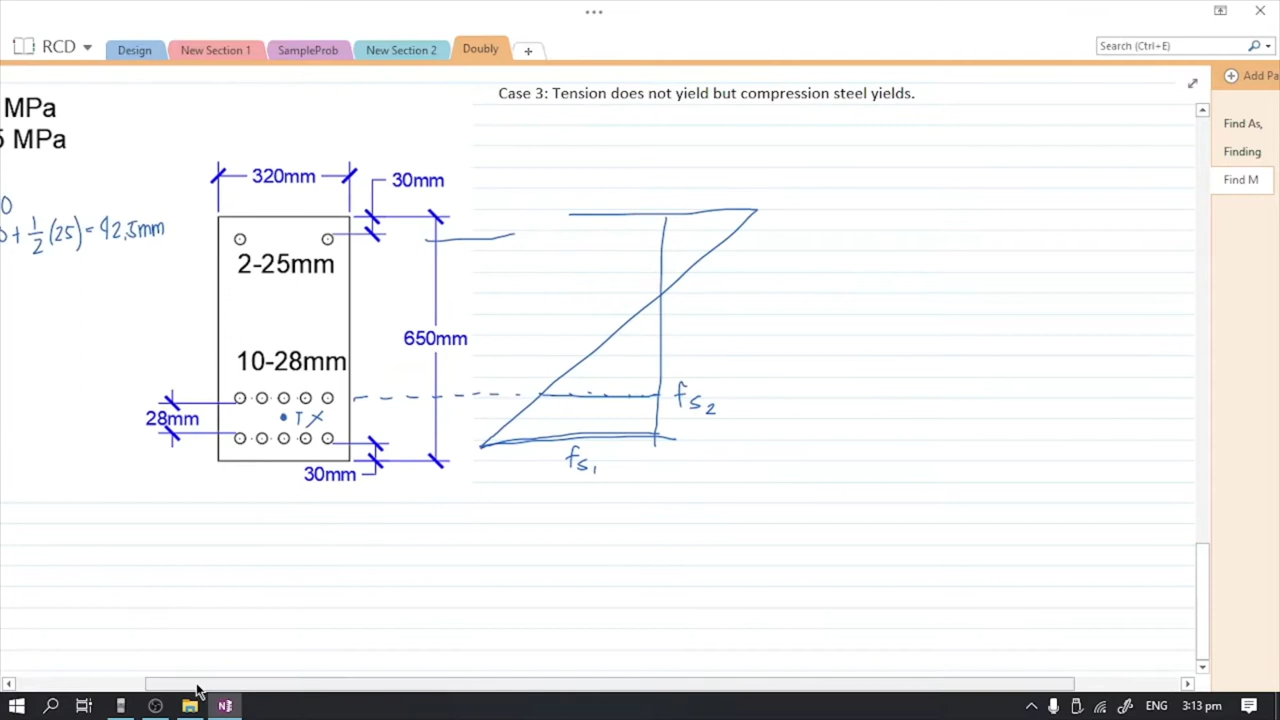 RCD
Design
New Section 1
SampleProb
New Section 2
Doubly
Search (Ctrl+E)
Add Pa
Case 3: Tension does not yield but compression steel yields.
MPa
MPa
Find As,
Finding
Find M
320mm
30mm
+ 1/2 (25) = 42.5mm
2-25mm
650mm
10-28mm
fs2
28mm
T
fs1
30mm
ENG
3:13 pm